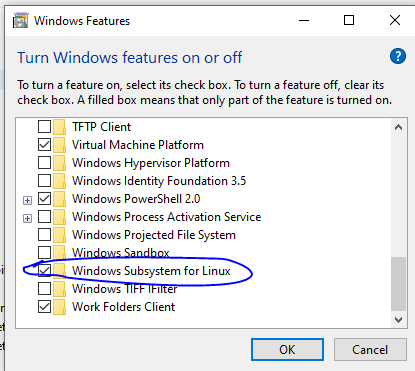 Windows Features
Turn Windows features on or off
To turn a feature on, select its check box. To turn a feature off, clear its
check box. A filled box means that only part of the feature is turned on.
TFTP Client
Virtual Machine Platform
Windows Hypervisor Platform
Windows Identity Foundation 3.5
Windows PowerShell 2.0
Windows Process Activation Service
Windows Projected File System
Windows Sandbox
Windows Subsystem for Linux
Windows TIFF IFilter
Work Folders Client
OK
Cancel